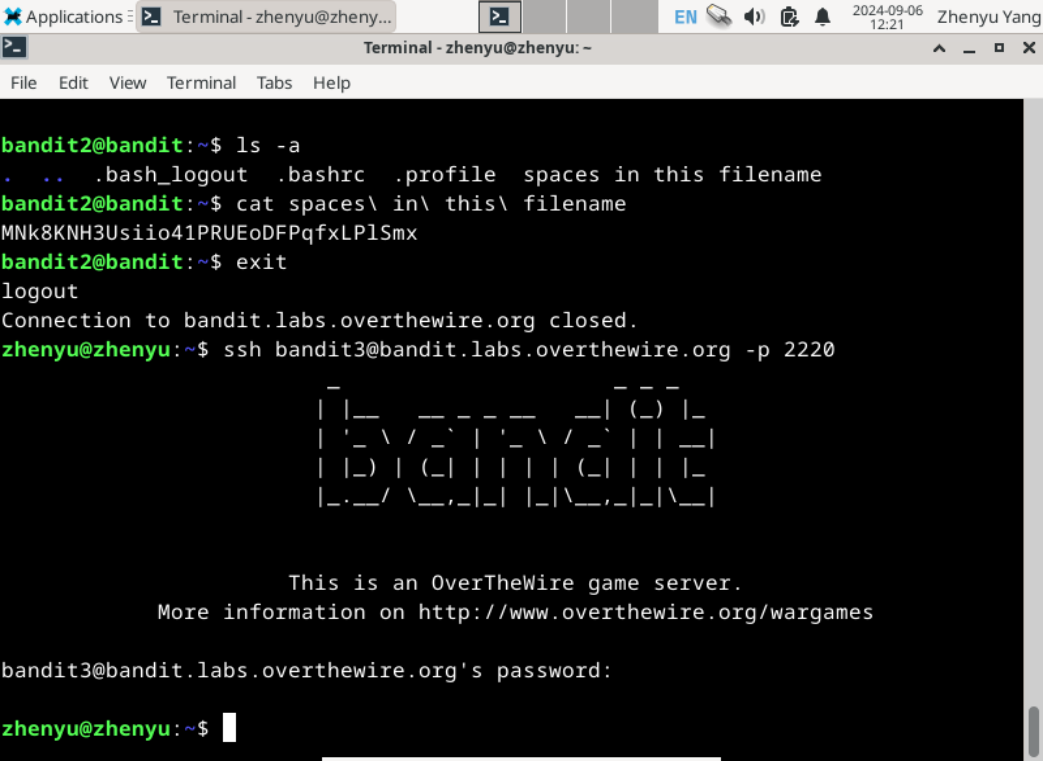 Applications
Terminal - zhenyu@zheny...
EN
2024-09-06
12:21
Zhenyu Yang
Terminal - zhenyu@zhenyu: ~
File Edit View Terminal Tabs Help
bandit2@bandit:~$ ls -a
.  ..  .bash_logout  .bashrc  .profile  spaces in this filename
bandit2@bandit:~$ cat spaces\ in\ this\ filename
MNk8KNH3Usiio41PRUEoDFPqfxLPlSmx
bandit2@bandit:~$ exit
logout
Connection to bandit.labs.overthewire.org closed.
zhenyu@zhenyu:~$ ssh bandit3@bandit.labs.overthewire.org -p 2220
bandit
This is an OverTheWire game server.
More information on http://www.overthewire.org/wargames
bandit3@bandit.labs.overthewire.org's password:
zhenyu@zhenyu:~$